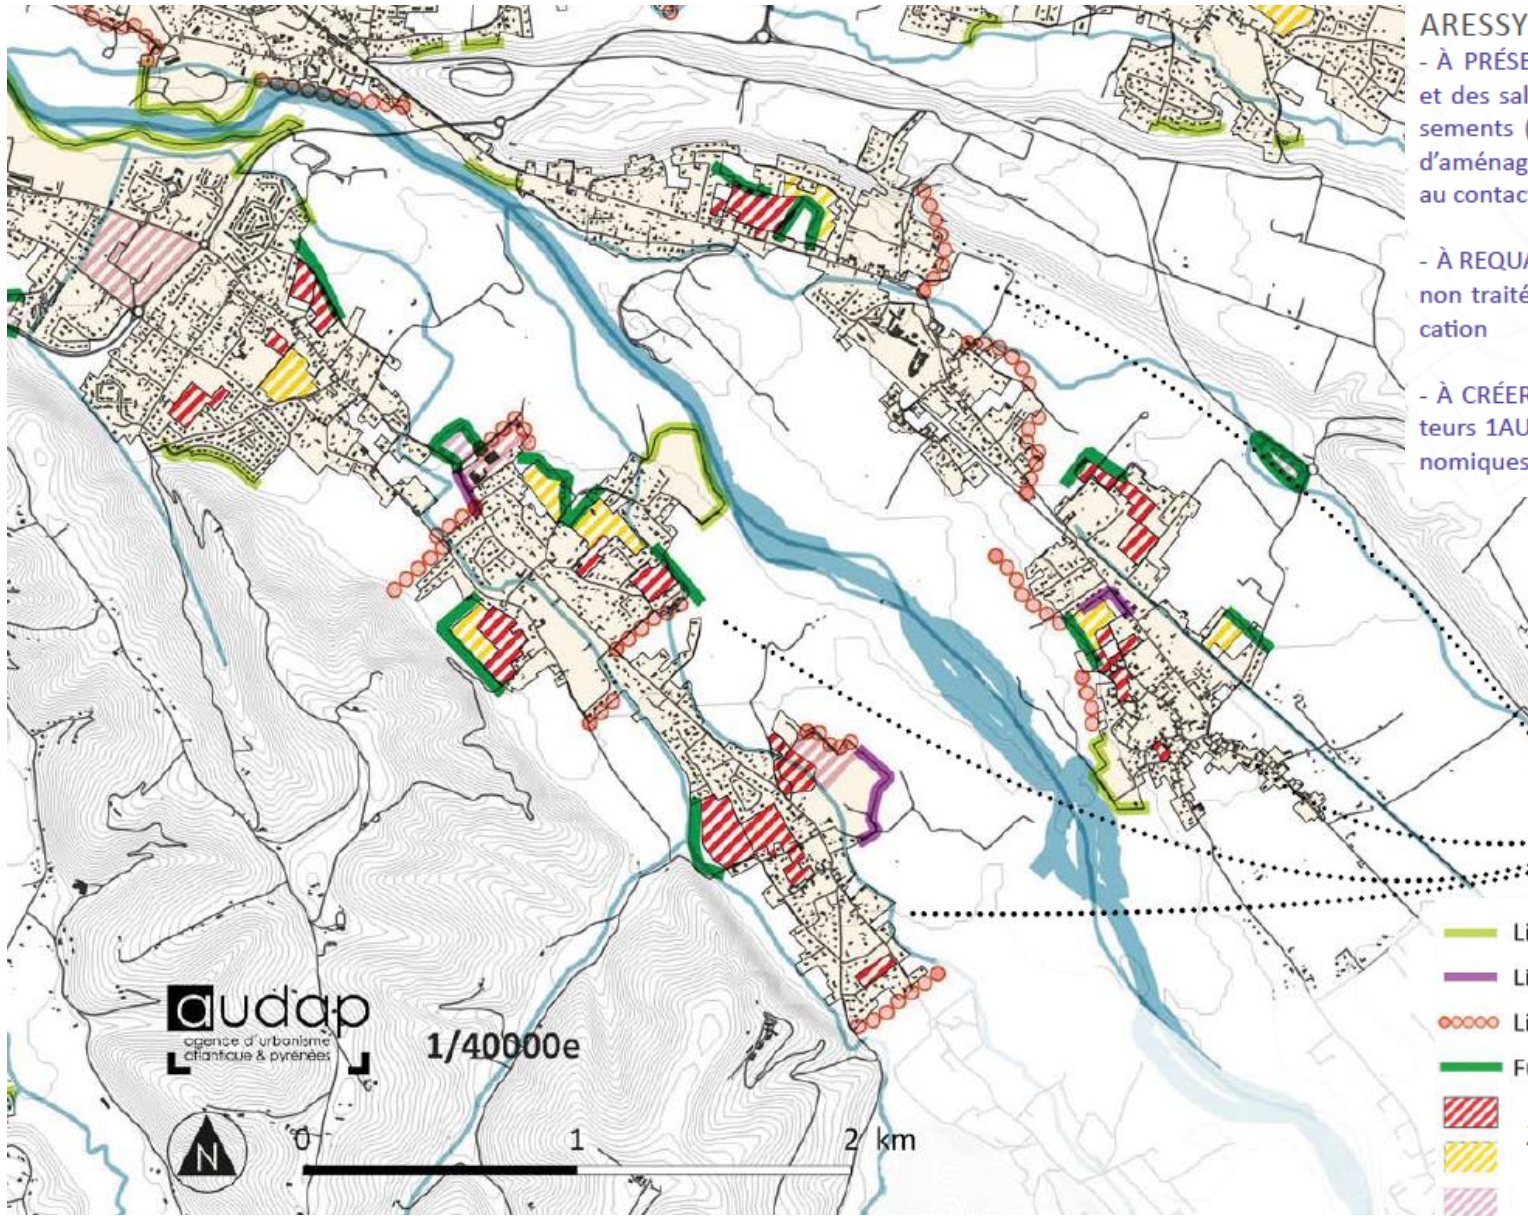 ARESSY
- À PRÉSE
et des sal
sements (
d'aménag
au contac
- À REQUA
non traité
cation
- À CRÉER
teurs 1AU
nomiques
Li
Li
Li
Fu
audap
agence d'urbanisme
atlantique & pyrénées
1/40000e
N
0 1 2 km